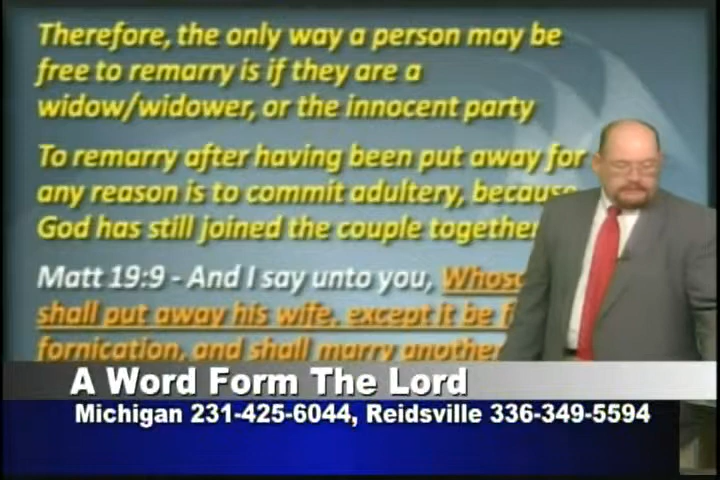 Therefore, the only way a person may be
free to remarry is if they are a
widow/widower, or the innocent party
To remarry after having been put away for
any reason is to commit adultery, because
God has still joined the couple together
Matt 19:9 - And I say unto you, Whoso
shall put away his wife, except it be f
fornication, and shall marry another
A Word Form The Lord
Michigan 231-425-6044, Reidsville 336-349-5594